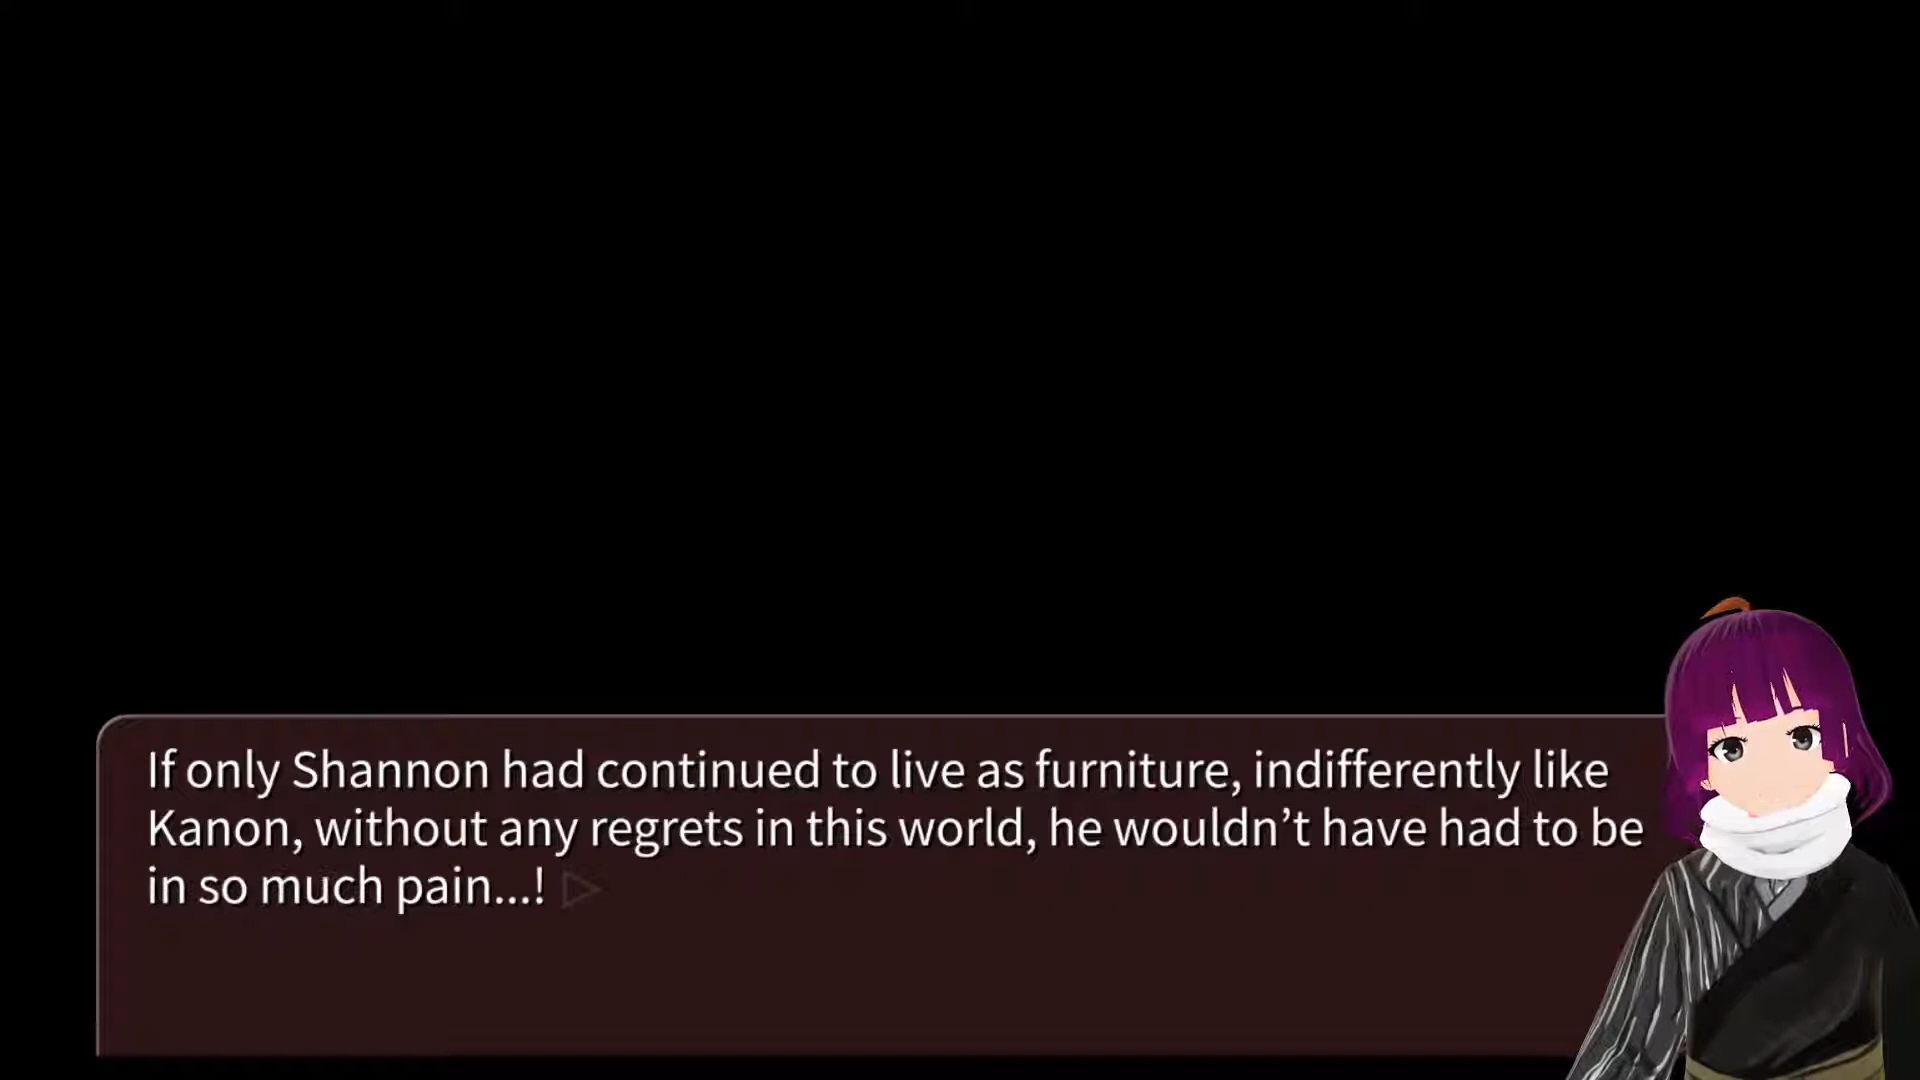 If only Shannon had continued to live as furniture, indifferently like
Kanon, without any regrets in this world, he wouldn’t have had to be
in so much pain...!